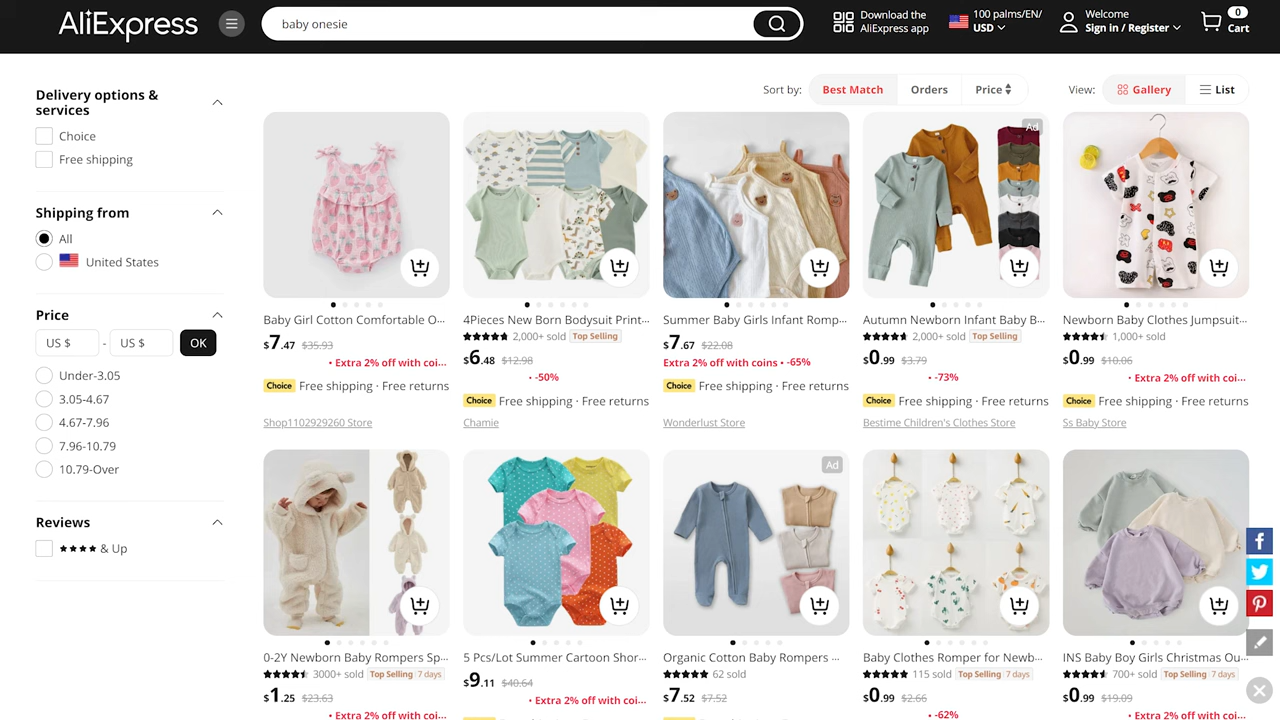 AliExpress
baby onesie
Download the
AliExpress app
100 palms/EN/
USD
Welcome
Sign in / Register
0
Cart
Delivery options &
services
Choice
Free shipping
Shipping from
All
United States
Price
US $ - US $ OK
Under-3.05
3.05-4.67
4.67-7.96
7.96-10.79
10.79-Over
Reviews
& Up
Sort by: Best Match Orders Price
View: Gallery List
Baby Girl Cotton Comfortable O...
$7.47 $35.93
• Extra 2% off with coi...
Choice Free shipping · Free returns
Shop1102929260 Store
4Pieces New Born Bodysuit Print...
2,000+ sold Top Selling
$6.48 $12.98
• -50%
Choice Free shipping · Free returns
Chamie
Summer Baby Girls Infant Romp...
$7.67 $22.08
Extra 2% off with coins • -65%
Choice Free shipping · Free returns
Wonderlust Store
Ad
Autumn Newborn Infant Baby B...
2,000+ sold Top Selling
$0.99 $3.79
• -73%
Choice Free shipping · Free returns
Bestime Children's Clothes Store
Newborn Baby Clothes Jumpsuit...
1,000+ sold
$0.99 $10.06
• Extra 2% off with coi...
Choice Free shipping · Free returns
Ss Baby Store
0-2Y Newborn Baby Rompers Sp...
3000+ sold Top Selling 7 days
$1.25 $23.63
• Extra 2% off with coi...
5 Pcs/Lot Summer Cartoon Shor...
$9.11 $40.64
• Extra 2% off with coi...
Ad
Organic Cotton Baby Rompers ...
62 sold
$7.52 $7.52
Baby Clothes Romper for Newb...
115 sold Top Selling 7 days
$0.99 $2.66
• -62%
INS Baby Boy Girls Christmas Ou...
700+ sold Top Selling 7 days
$0.99 $19.09
• Extra 2% off with coi...